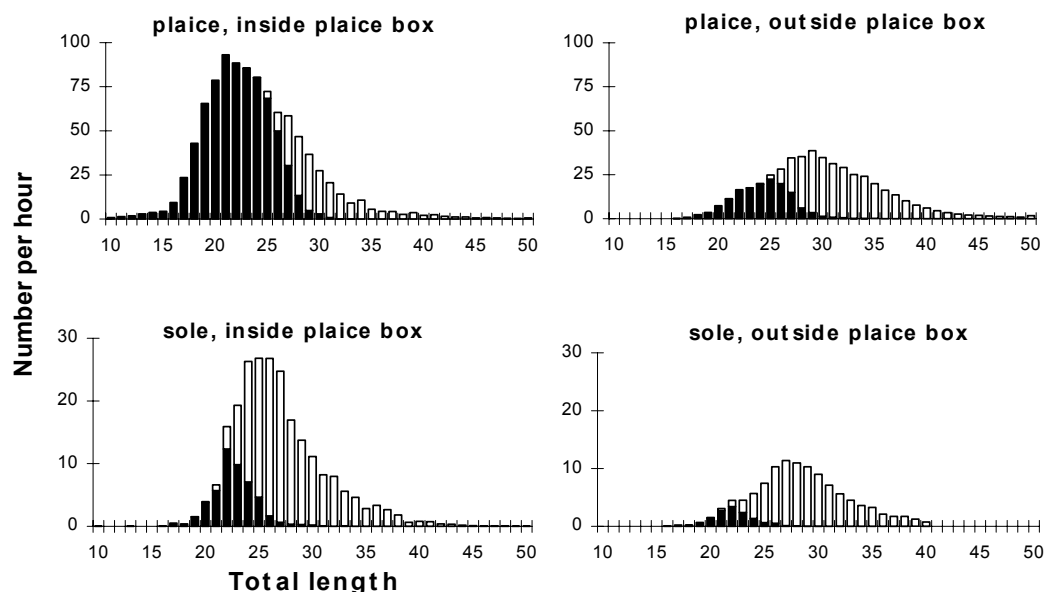 plaice, inside plaice box
100
75
50
25
0
10 15 20 25 30 35 40 45 50
plaice, outside plaice box
100
75
50
25
0
10 15 20 25 30 35 40 45 50
Number per hour
sole, inside plaice box
30
20
10
0
10 15 20 25 30 35 40 45 50
Total length
sole, outside plaice box
30
20
10
0
10 15 20 25 30 35 40 45 50